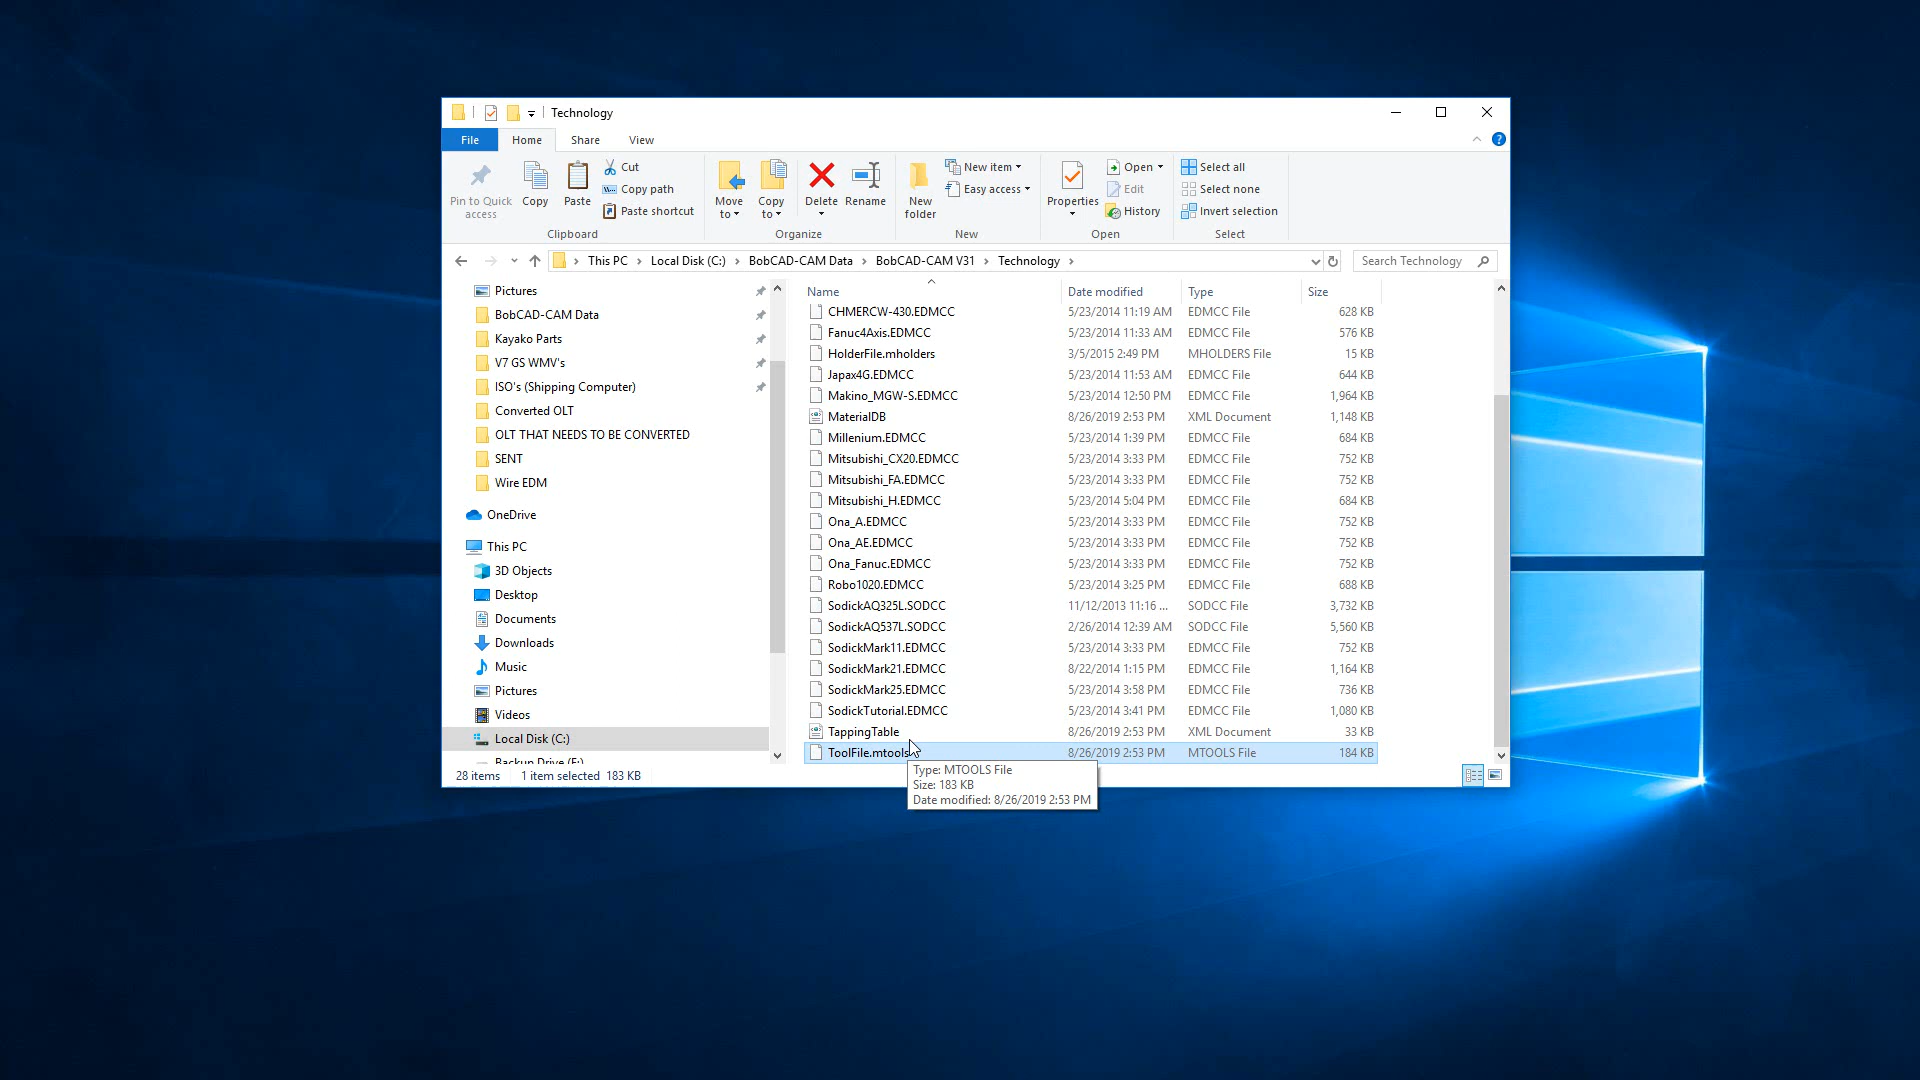 Technology
File Home Share View
Pin to Quick access
Copy
Paste
Cut
Copy path
Paste shortcut
Clipboard
Move to
Copy to
Delete
Rename
Organize
New folder
New item
Easy access
New
Properties
Open
Edit
History
Open
Select all
Select none
Invert selection
Select
This PC › Local Disk (C:) › BobCAD-CAM Data › BobCAD-CAM V31 › Technology ›
Search Technology
Pictures
BobCAD-CAM Data
Kayako Parts
V7 GS WMV's
ISO's (Shipping Computer)
Converted OLT
OLT THAT NEEDS TO BE CONVERTED
SENT
Wire EDM
OneDrive
This PC
3D Objects
Desktop
Documents
Downloads
Music
Pictures
Videos
Local Disk (C:)
Backup Drive (F:)
Name Date modified Type Size
CHMERCW-430.EDMCC 5/23/2014 11:19 AM EDMCC File 628 KB
Fanuc4Axis.EDMCC 5/23/2014 11:33 AM EDMCC File 576 KB
HolderFile.mholders 3/5/2015 2:49 PM MHOLDERS File 15 KB
Japax4G.EDMCC 5/23/2014 11:53 AM EDMCC File 644 KB
Makino_MGW-S.EDMCC 5/23/2014 12:50 PM EDMCC File 1,964 KB
MaterialDB 8/26/2019 2:53 PM XML Document 1,148 KB
Millenium.EDMCC 5/23/2014 1:39 PM EDMCC File 684 KB
Mitsubishi_CX20.EDMCC 5/23/2014 3:33 PM EDMCC File 752 KB
Mitsubishi_FA.EDMCC 5/23/2014 3:33 PM EDMCC File 752 KB
Mitsubishi_H.EDMCC 5/23/2014 5:04 PM EDMCC File 684 KB
Ona_A.EDMCC 5/23/2014 3:33 PM EDMCC File 752 KB
Ona_AE.EDMCC 5/23/2014 3:33 PM EDMCC File 752 KB
Ona_Fanuc.EDMCC 5/23/2014 3:33 PM EDMCC File 752 KB
Robo1020.EDMCC 5/23/2014 3:25 PM EDMCC File 688 KB
SodickAQ325L.SODCC 11/12/2013 11:16 ... SODCC File 3,732 KB
SodickAQ537L.SODCC 2/26/2014 12:39 AM SODCC File 5,560 KB
SodickMark11.EDMCC 5/23/2014 3:33 PM EDMCC File 752 KB
SodickMark21.EDMCC 8/22/2014 1:15 PM EDMCC File 1,164 KB
SodickMark25.EDMCC 5/23/2014 3:58 PM EDMCC File 736 KB
SodickTutorial.EDMCC 5/23/2014 3:41 PM EDMCC File 1,080 KB
TappingTable 8/26/2019 2:53 PM XML Document 33 KB
ToolFile.mtools 8/26/2019 2:53 PM MTOOLS File 184 KB
Type: MTOOLS File
Size: 183 KB
Date modified: 8/26/2019 2:53 PM
28 items 1 item selected 183 KB